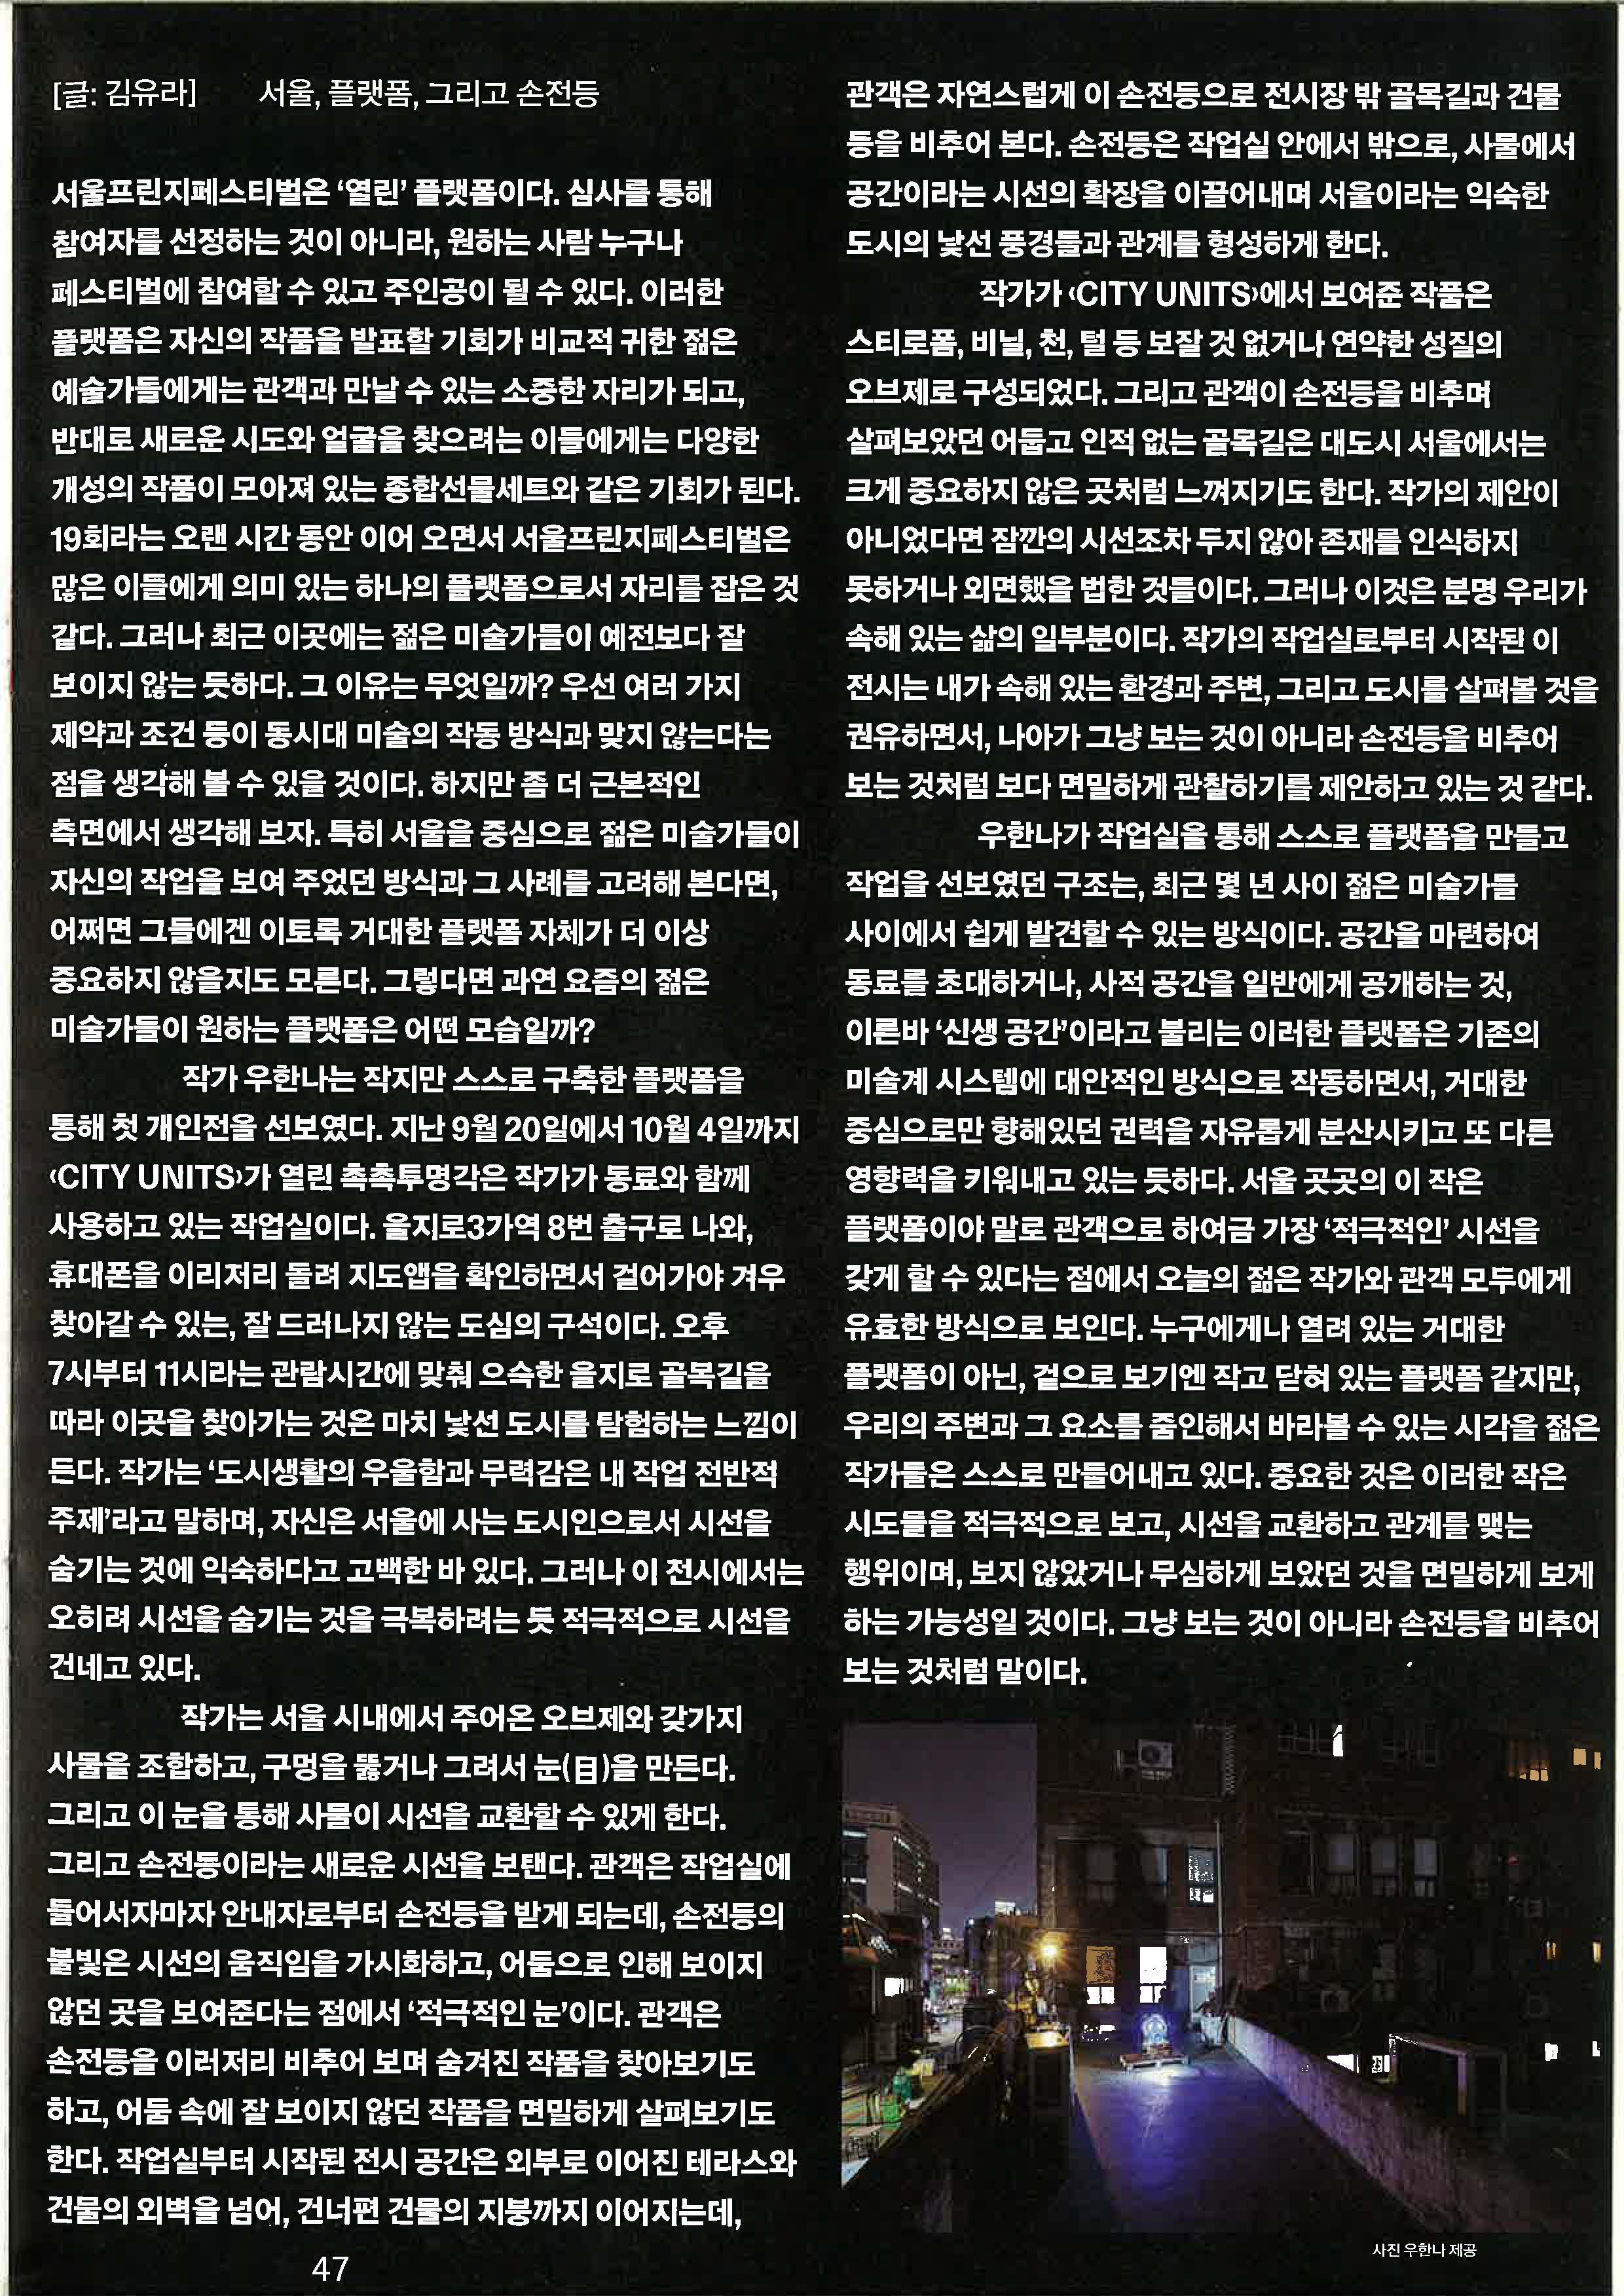 [글: 김유라] 서울, 플랫폼, 그리고 손전등
서울프린지페스티벌은 ‘열린’ 플랫폼이다. 심사를 통해
참여자를 선정하는 것이 아니라, 원하는 사람 누구나
페스티벌에 참여할 수 있고 주인공이 될 수 있다. 이러한
플랫폼은 자신의 작품을 발표할 기회가 비교적 귀한 젊은
예술가들에게는 관객과 만날 수 있는 소중한 자리가 되고,
반대로 새로운 시도와 얼굴을 찾으려는 이들에게는 다양한
개성의 작품이 모아져 있는 종합선물세트와 같은 기회가 된다.
19회라는 오랜 시간 동안 이어 오면서 서울프린지페스티벌은
많은 이들에게 의미 있는 하나의 플랫폼으로서 자리를 잡은 것
같다. 그러나 최근 이곳에는 젊은 미술가들이 예전보다 잘
보이지 않는 듯하다. 그 이유는 무엇일까? 우선 여러 가지
제약과 조건 등이 동시대 미술의 작동 방식과 맞지 않는다는
점을 생각해 볼 수 있을 것이다. 하지만 좀 더 근본적인
측면에서 생각해 보자. 특히 서울을 중심으로 젊은 미술가들이
자신의 작업을 보여 주었던 방식과 그 사례를 고려해 본다면,
어쩌면 그들에겐 이토록 거대한 플랫폼 자체가 더 이상
중요하지 않을지도 모른다. 그렇다면 과연 요즘의 젊은
미술가들이 원하는 플랫폼은 어떤 모습일까?
작가 우한나는 작지만 스스로 구축한 플랫폼을
통해 첫 개인전을 선보였다. 지난 9월 20일에서 10월 4일까지
‹CITY UNITS›가 열린 촉촉투명각은 작가가 동료와 함께
사용하고 있는 작업실이다. 을지로3가역 8번 출구로 나와,
휴대폰을 이리저리 돌려 지도앱을 확인하면서 걸어가야 겨우
찾아갈 수 있는, 잘 드러나지 않는 도심의 구석이다. 오후
7시부터 11시라는 관람시간에 맞춰 으슥한 을지로 골목길을
따라 이곳을 찾아가는 것은 마치 낯선 도시를 탐험하는 느낌이
든다. 작가는 ‘도시생활의 우울함과 무력감은 내 작업 전반적
주제’라고 말하며, 자신은 서울에 사는 도시인으로서 시선을
숨기는 것에 익숙하다고 고백한 바 있다. 그러나 이 전시에서는
오히려 시선을 숨기는 것을 극복하려는 듯 적극적으로 시선을
건네고 있다.
작가는 서울 시내에서 주어온 오브제와 갖가지
사물을 조합하고, 구멍을 뚫거나 그려서 눈(目)을 만든다.
그리고 이 눈을 통해 사물이 시선을 교환할 수 있게 한다.
그리고 손전등이라는 새로운 시선을 보탠다. 관객은 작업실에
들어서자마자 안내자로부터 손전등을 받게 되는데, 손전등의
불빛은 시선의 움직임을 가시화하고, 어둠으로 인해 보이지
않던 곳을 보여준다는 점에서 ‘적극적인 눈’이다. 관객은
손전등을 이러저리 비추어 보며 숨겨진 작품을 찾아보기도
하고, 어둠 속에 잘 보이지 않던 작품을 면밀하게 살펴보기도
한다. 작업실부터 시작된 전시 공간은 외부로 이어진 테라스와
건물의 외벽을 넘어, 건너편 건물의 지붕까지 이어지는데,
47
관객은 자연스럽게 이 손전등으로 전시장 밖 골목길과 건물
등을 비추어 본다. 손전등은 작업실 안에서 밖으로, 사물에서
공간이라는 시선의 확장을 이끌어내며 서울이라는 익숙한
도시의 낯선 풍경들과 관계를 형성하게 한다.
작가가 ‹CITY UNITS›에서 보여준 작품은
스티로폼, 비닐, 천, 털 등 보잘 것 없거나 연약한 성질의
오브제로 구성되었다. 그리고 관객이 손전등을 비추며
살펴보았던 어둡고 인적 없는 골목길은 대도시 서울에서는
크게 중요하지 않은 곳처럼 느껴지기도 한다. 작가의 제안이
아니었다면 잠깐의 시선조차 두지 않아 존재를 인식하지
못하거나 외면했을 법한 것들이다. 그러나 이것은 분명 우리가
속해 있는 삶의 일부분이다. 작가의 작업실로부터 시작된 이
전시는 내가 속해 있는 환경과 주변, 그리고 도시를 살펴볼 것을
권유하면서, 나아가 그냥 보는 것이 아니라 손전등을 비추어
보는 것처럼 보다 면밀하게 관찰하기를 제안하고 있는 것 같다.
우한나가 작업실을 통해 스스로 플랫폼을 만들고
작업을 선보였던 구조는, 최근 몇 년 사이 젊은 미술가들
사이에서 쉽게 발견할 수 있는 방식이다. 공간을 마련하여
동료를 초대하거나, 사적 공간을 일반에게 공개하는 것,
이른바 ‘신생 공간’이라고 불리는 이러한 플랫폼은 기존의
미술계 시스템에 대안적인 방식으로 작동하면서, 거대한
중심으로만 향해있던 권력을 자유롭게 분산시키고 또 다른
영향력을 키워내고 있는 듯하다. 서울 곳곳의 이 작은
플랫폼이야 말로 관객으로 하여금 가장 ‘적극적인’ 시선을
갖게 할 수 있다는 점에서 오늘의 젊은 작가와 관객 모두에게
유효한 방식으로 보인다. 누구에게나 열려 있는 거대한
플랫폼이 아닌, 겉으로 보기엔 작고 닫혀 있는 플랫폼 같지만,
우리의 주변과 그 요소를 줌인해서 바라볼 수 있는 시각을 젊은
작가들은 스스로 만들어내고 있다. 중요한 것은 이러한 작은
시도들을 적극적으로 보고, 시선을 교환하고 관계를 맺는
행위이며, 보지 않았거나 무심하게 보았던 것을 면밀하게 보게
하는 가능성일 것이다. 그냥 보는 것이 아니라 손전등을 비추어
보는 것처럼 말이다.
사진 우한나 제공